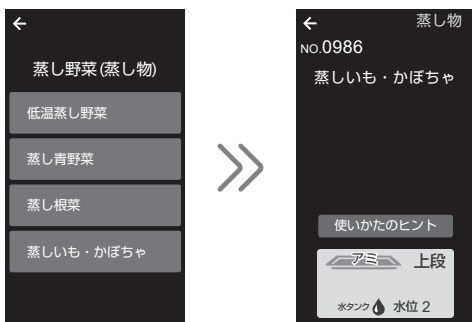 蒸し野菜(蒸し物)
低温蒸し野菜
蒸し青野菜
蒸し根菜
蒸しいも・かぼちゃ
蒸し物
NO.0986
蒸しいも・かぼちゃ
使いかたのヒント
アミ 上段
水タンク 水位 2